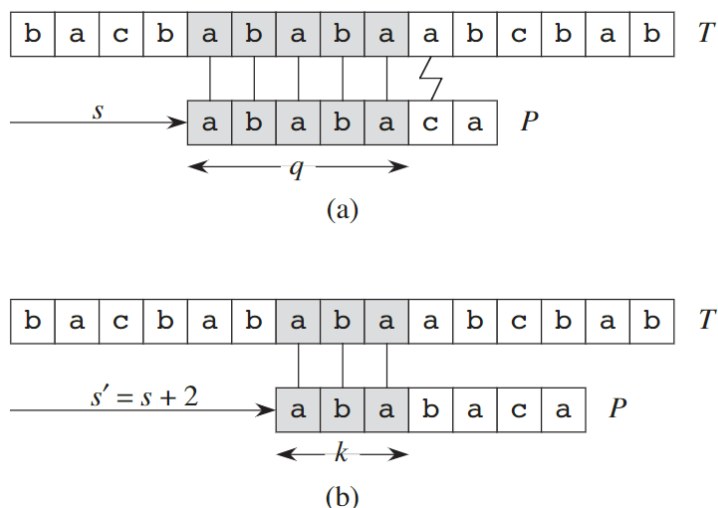 b a c b a b a b a a b c b a b T
s a b a b a c a P
q
(a)
b a c b a b a b a a b c b a b T
s′ = s + 2 a b a b a c a P
k
(b)